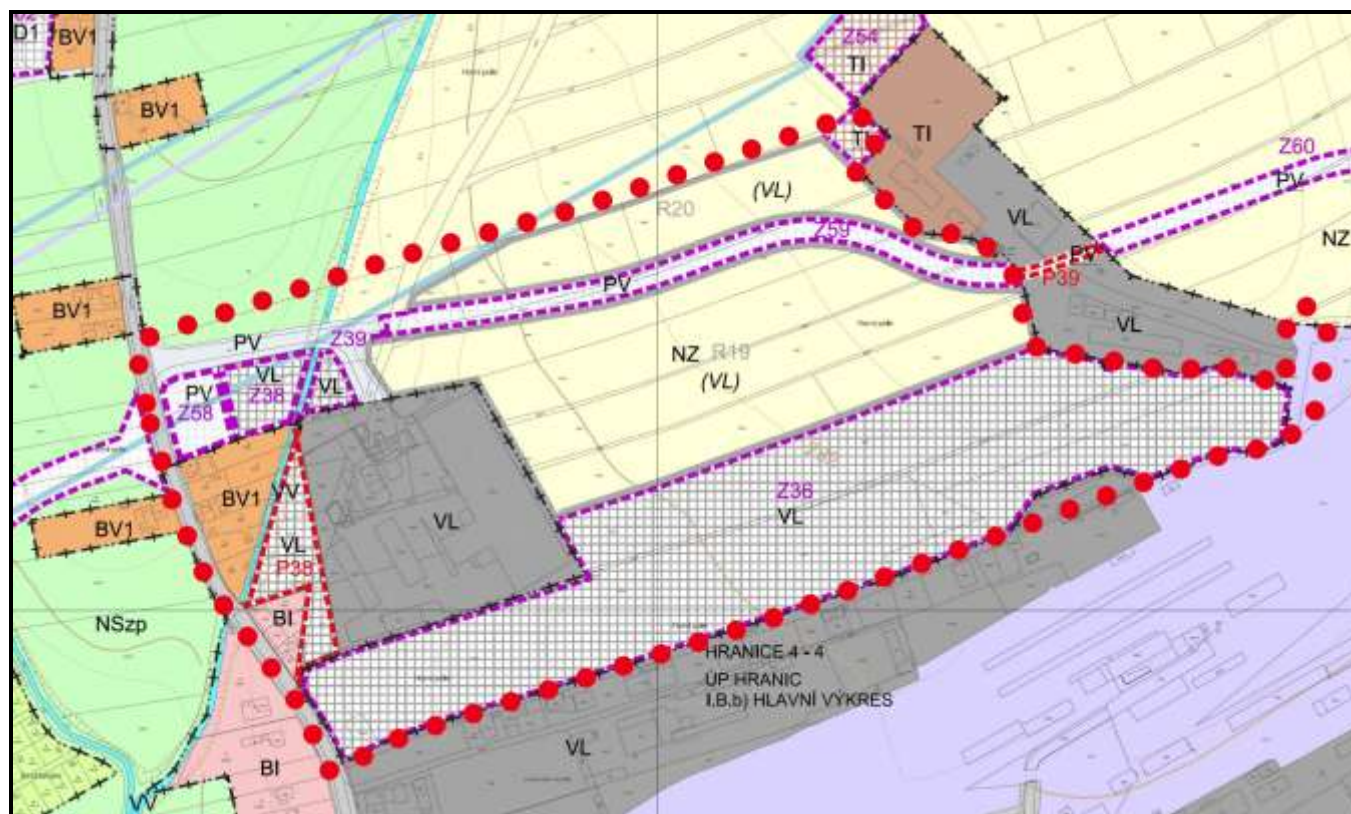 D1
BV1
Z54
TI
BV1
TI
TI
Z60
PV
(VL)
R20
VL
NZ
Z59
PV
P39
PV
BV1
VL
PV
Z39
NZ
R19
(VL)
VL
Z38
VL
PV
Z58
Z36
VL
BV1
VL
BV1
VL
P38
NSzp
BI
HRANICE 4 - 4
ÚP HRANIC
I.B.b) HLAVNÍ VÝKRES
VL
BI